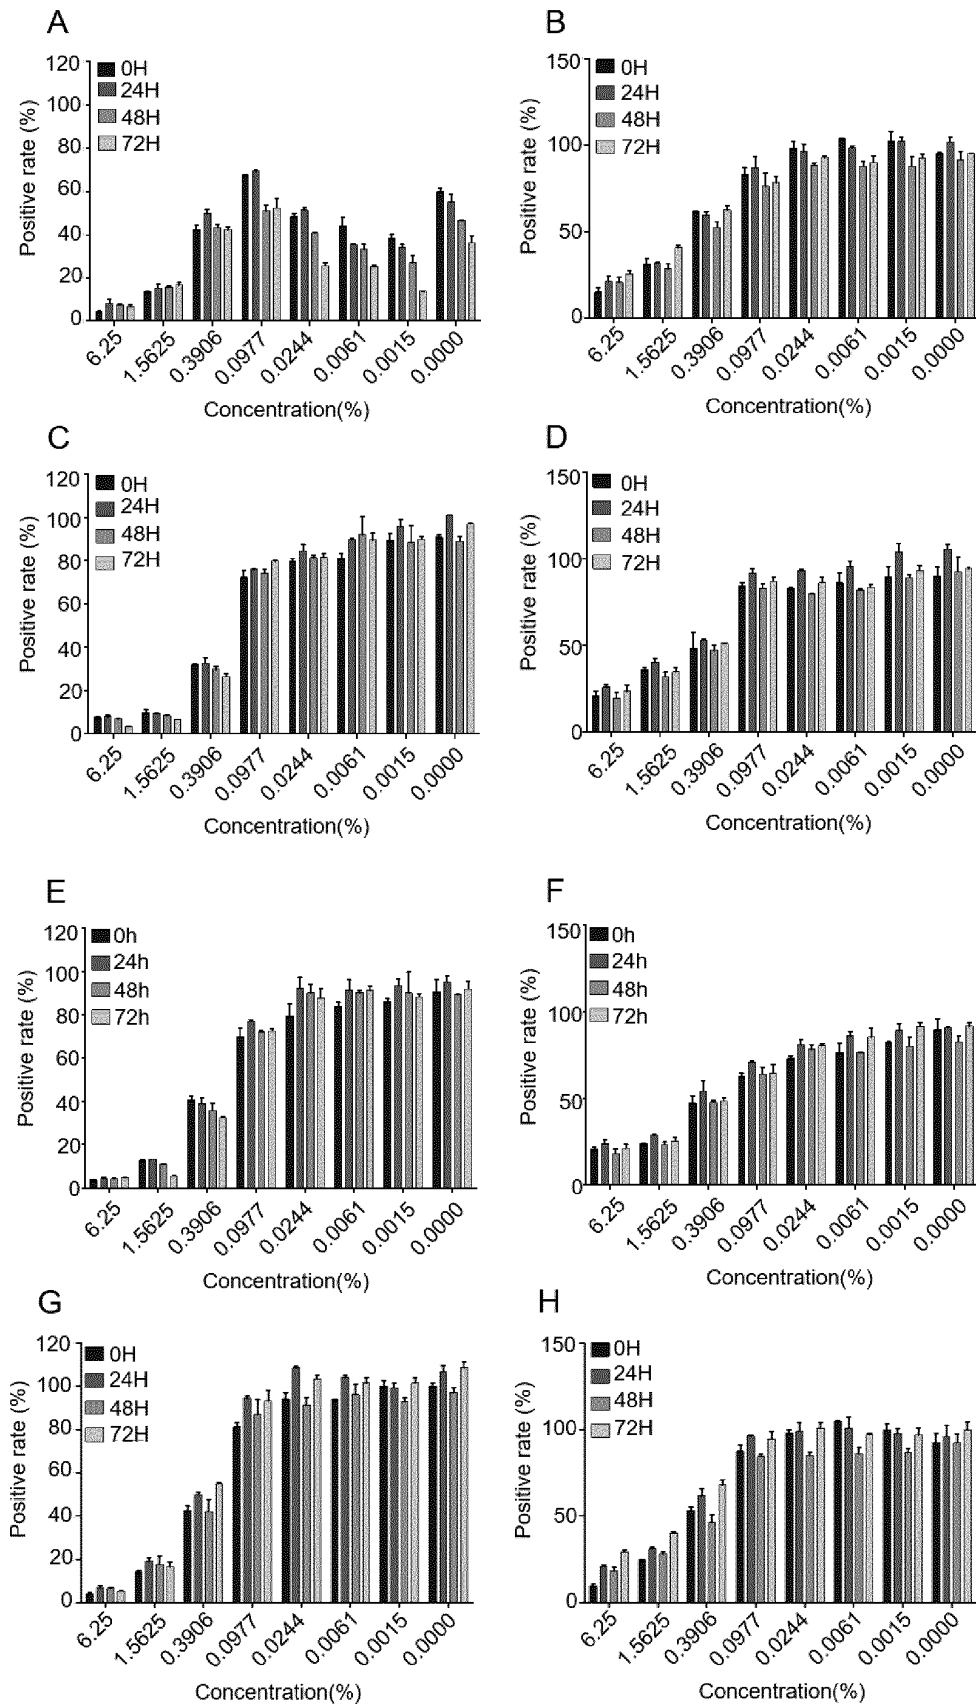 A
Positive rate (%)
120
100
80
60
40
20
0
0H
24H
48H
72H
6.25
1.5625
0.3906
0.0977
0.0244
0.0061
0.0015
0.0000
Concentration(%)
B
Positive rate (%)
150
100
50
0
0H
24H
48H
72H
6.25
1.5625
0.3906
0.0977
0.0244
0.0061
0.0015
0.0000
Concentration(%)
C
Positive rate (%)
120
100
80
60
40
20
0
0H
24H
48H
72H
6.25
1.5625
0.3906
0.0977
0.0244
0.0061
0.0015
0.0000
Concentration(%)
D
Positive rate (%)
150
100
50
0
0H
24H
48H
72H
6.25
1.5625
0.3906
0.0977
0.0244
0.0061
0.0015
0.0000
Concentration(%)
E
Positive rate (%)
120
100
80
60
40
20
0
0h
24h
48h
72h
6.25
1.5625
0.3906
0.0977
0.0244
0.0061
0.0015
0.0000
Concentration(%)
F
Positive rate (%)
150
100
50
0
0h
24h
48h
72h
6.25
1.5625
0.3906
0.0977
0.0244
0.0061
0.0015
0.0000
Concentration(%)
G
Positive rate (%)
120
100
80
60
40
20
0
0H
24H
48H
72H
6.25
1.5625
0.3906
0.0977
0.0244
0.0061
0.0015
0.0000
Concentration(%)
H
Positive rate (%)
150
100
50
0
0H
24H
48H
72H
6.25
1.5625
0.3906
0.0977
0.0244
0.0061
0.0015
0.0000
Concentration(%)